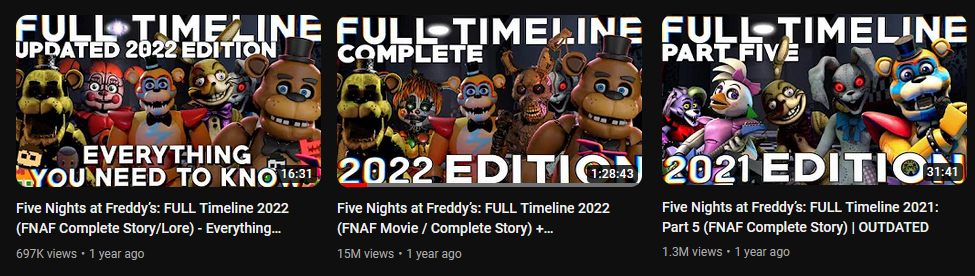 FULL TIMELINE
UPDATED 2022 EDITION
EVERYTHING
YOU NEED TO KNOW
16:31
Five Nights at Freddy's: FULL Timeline 2022
(FNAF Complete Story/Lore) - Everything...
697K views • 1 year ago
FULL TIMELINE
COMPLETE
2022 EDITION
1:28:43
Five Nights at Freddy's: FULL Timeline 2022
(FNAF Movie / Complete Story) +...
15M views • 1 year ago
FULL TIMELINE
PART FIVE
2021 EDITION
31:41
Five Nights at Freddy's: FULL Timeline 2021:
Part 5 (FNAF Complete Story) | OUTDATED
1.3M views • 1 year ago